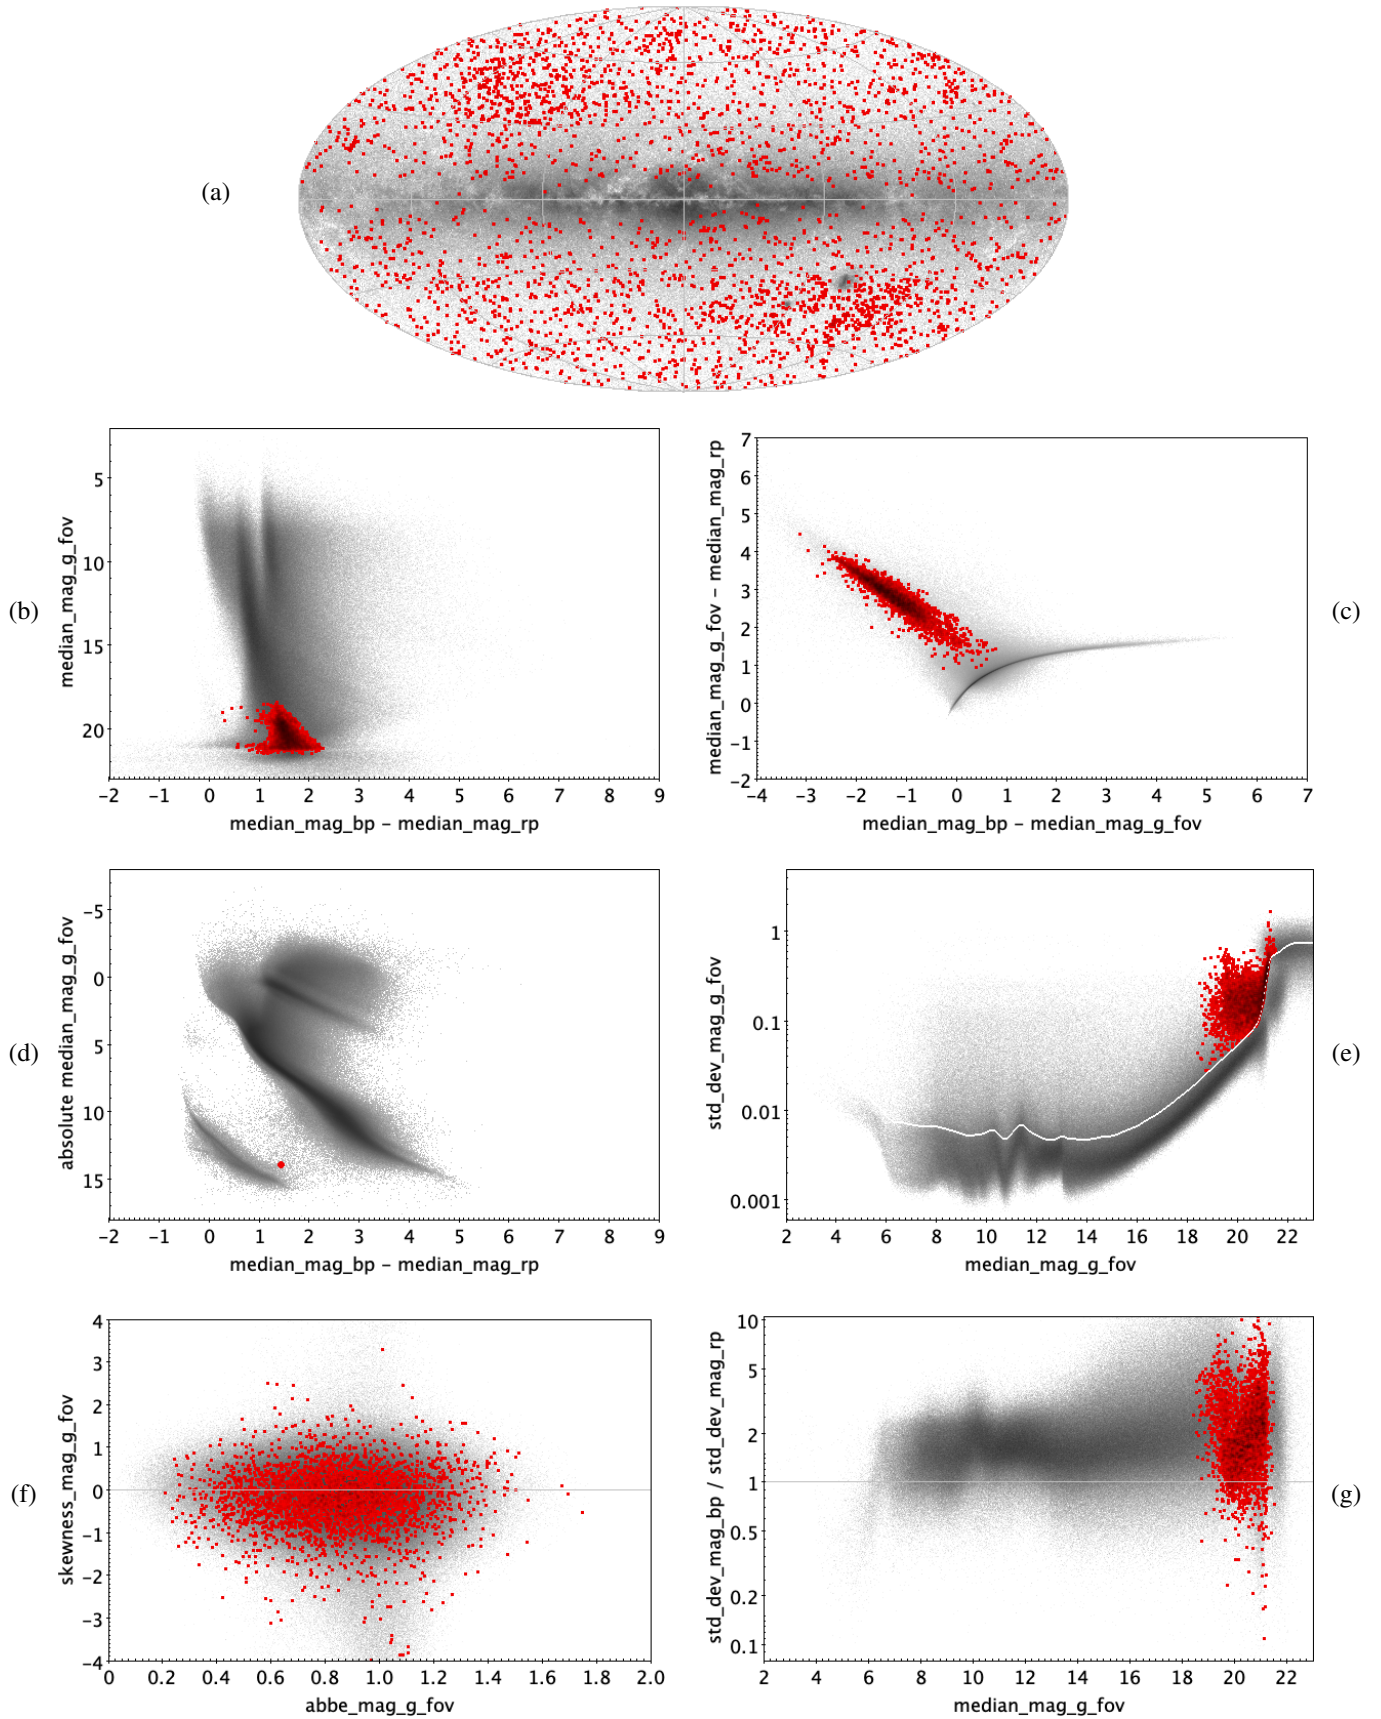 (a)
5
10
15
20
median_mag_g_fov
−2 −1 0 1 2 3 4 5 6 7 8 9
median_mag_bp − median_mag_rp
(b)
7
6
5
4
3
2
1
0
−1
−2
median_mag_g_fov − median_mag_rp
−4 −3 −2 −1 0 1 2 3 4 5 6 7
median_mag_bp − median_mag_g_fov
(c)
−5
0
5
10
15
absolute median_mag_g_fov
−2 −1 0 1 2 3 4 5 6 7 8 9
median_mag_bp − median_mag_rp
(d)
1
0.1
0.01
0.001
std_dev_mag_g_fov
2 4 6 8 10 12 14 16 18 20 22
median_mag_g_fov
(e)
4
3
2
1
0
−1
−2
−3
−4
skewness_mag_g_fov
0 0.2 0.4 0.6 0.8 1.0 1.2 1.4 1.6 1.8 2.0
abbe_mag_g_fov
(f)
10
5
2
1
0.5
0.2
0.1
std_dev_mag_bp / std_dev_mag_rp
2 4 6 8 10 12 14 16 18 20 22
median_mag_g_fov
(g)